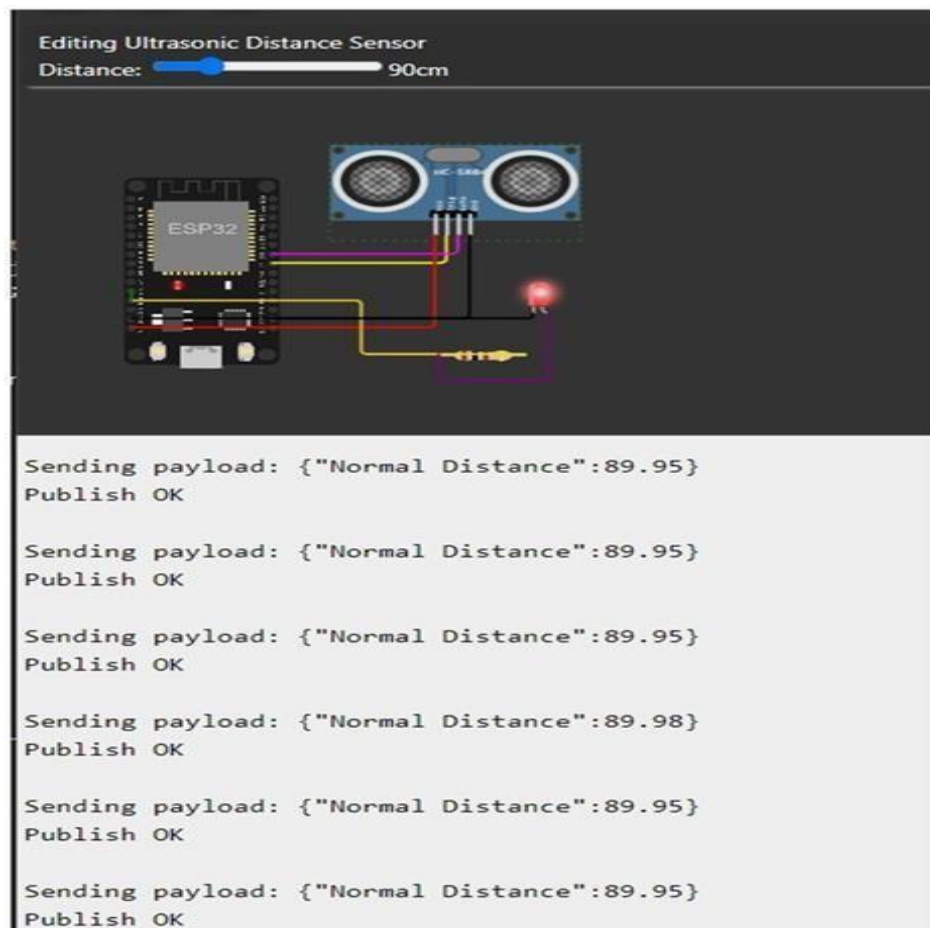 Editing Ultrasonic Distance Sensor
Distance: 90cm
ESP32
Sending payload: {"Normal Distance":89.95}
Publish OK
Sending payload: {"Normal Distance":89.95}
Publish OK
Sending payload: {"Normal Distance":89.95}
Publish OK
Sending payload: {"Normal Distance":89.98}
Publish OK
Sending payload: {"Normal Distance":89.95}
Publish OK
Sending payload: {"Normal Distance":89.95}
Publish OK